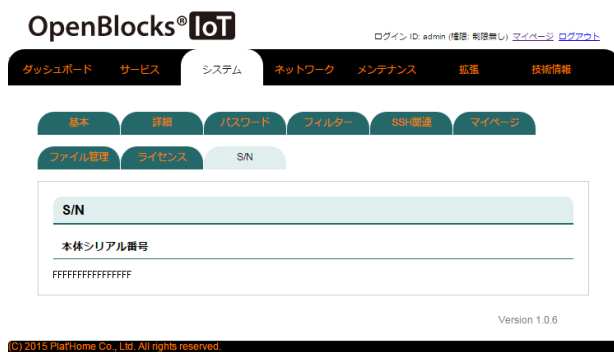 OpenBlocks® IoT
ログイン ID: admin (権限: 制限無し) マイページ ログアウト
ダッシュボード サービス システム ネットワーク メンテナンス 拡張 技術情報
基本 詳細 パスワード フィルター SSH関連 マイページ
ファイル管理 ライセンス S/N
S/N
本体シリアル番号
FFFFFFFFFFFFFFFF
Version 1.0.6
(C) 2015 Plat'Home Co., Ltd. All rights reserved.